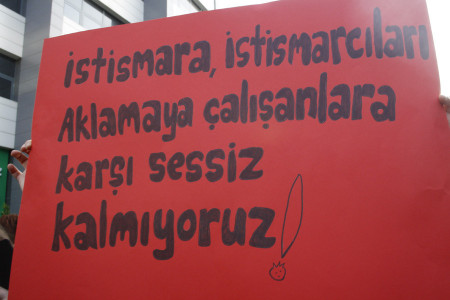 istismara, istismarcıları
Aklamaya çalışanlara
karşı sessiz
kalmıyoruz!